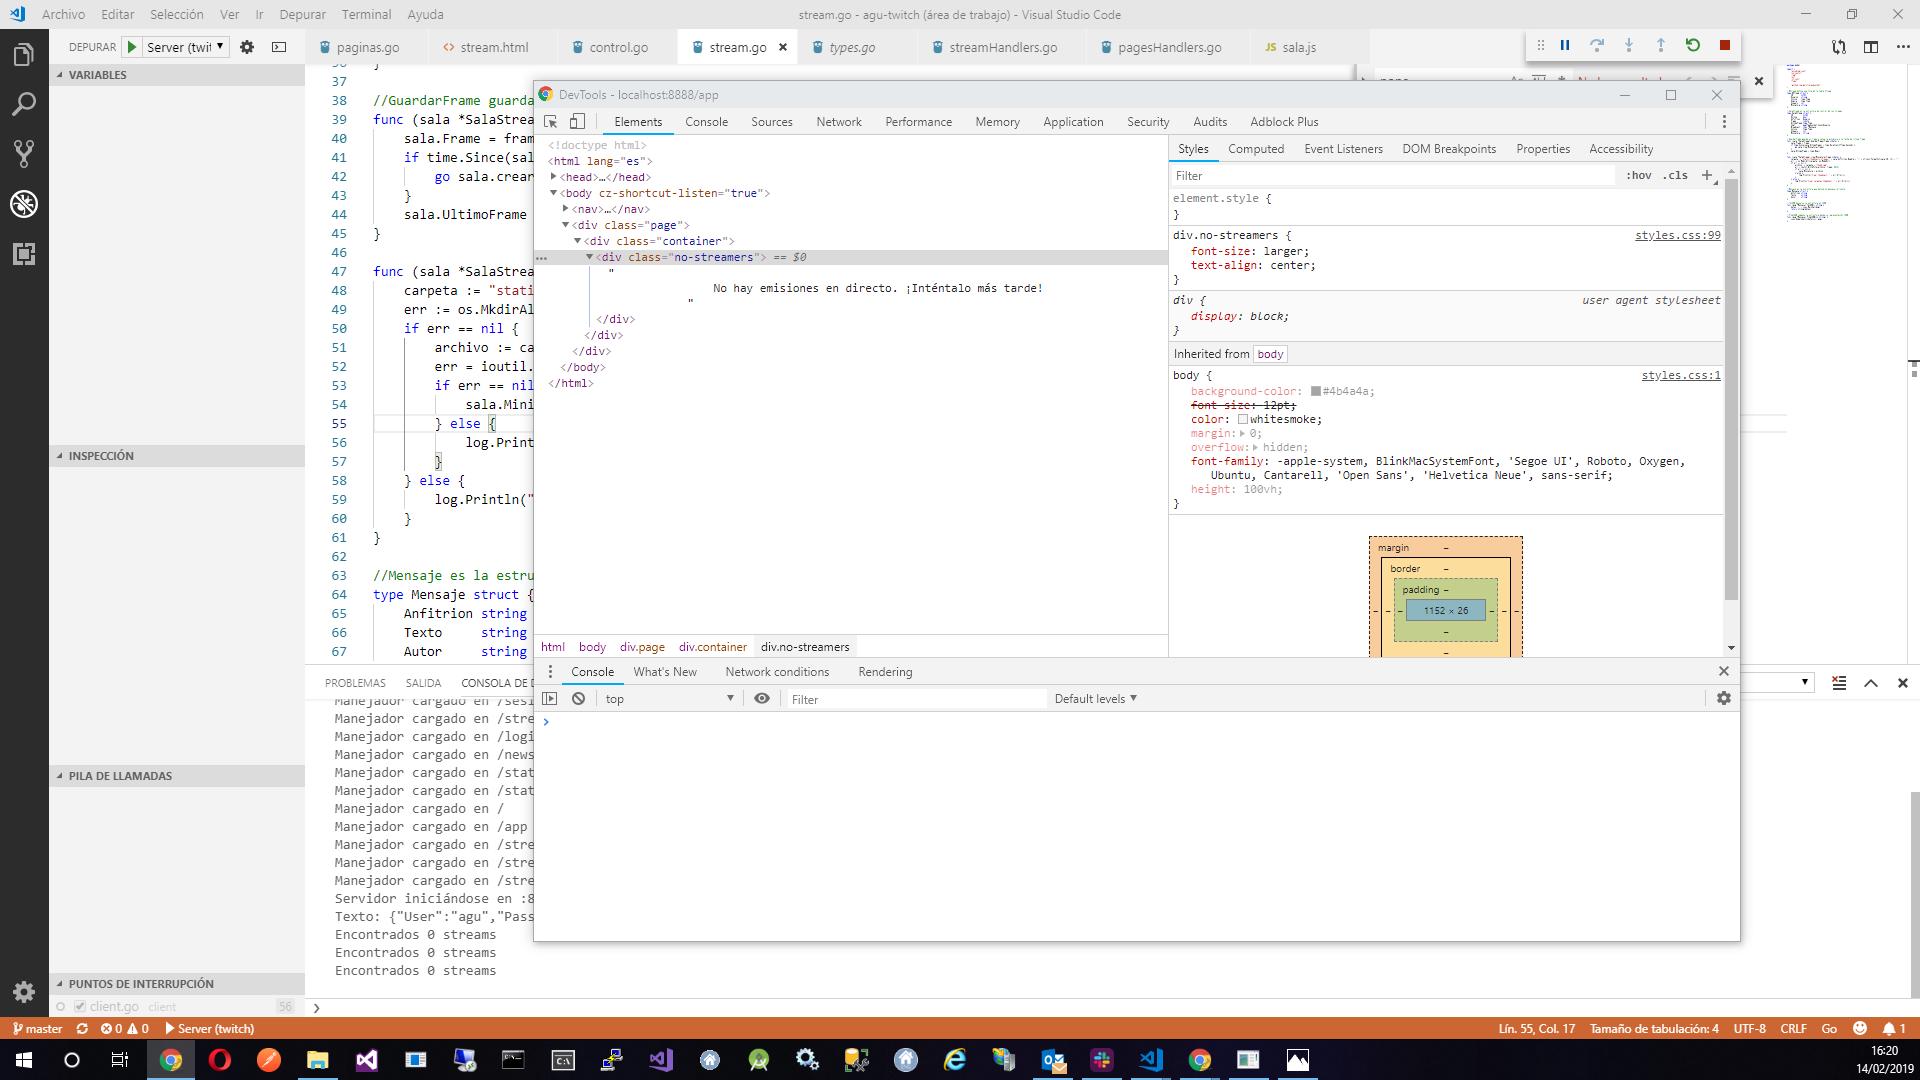 Archivo Editar Selección Ver Ir Depurar Terminal Ayuda
stream.go - agu-twitch (área de trabajo) - Visual Studio Code
DEPURAR Server (twit
paginas.go stream.html control.go stream.go types.go streamHandlers.go pagesHandlers.go sala.js
VARIABLES
INSPECCIÓN
PILA DE LLAMADAS
PUNTOS DE INTERRUPCIÓN
client.go client 56
37
38 //GuardarFrame guarda
39 func (sala *SalaStrea
40 sala.Frame = fram
41 if time.Since(sal
42 go sala.crear
43 }
44 sala.UltimoFrame
45 }
46
47 func (sala *SalaStrea
48 carpeta := "stati
49 err := os.MkdirAl
50 if err == nil {
51 archivo := ca
52 err = ioutil.
53 if err == nil
54 sala.Mini
55 } else {
56 log.Print
57 }
58 } else {
59 log.Println("
60 }
61 }
62
63 //Mensaje es la estru
64 type Mensaje struct {
65 Anfitrion string
66 Texto string
67 Autor string
DevTools - localhost:8888/app
Elements Console Sources Network Performance Memory Application Security Audits Adblock Plus
<!doctype html>
<html lang="es">
<head>…</head>
<body cz-shortcut-listen="true">
<nav>…</nav>
<div class="page">
<div class="container">
<div class="no-streamers"> == $0
"
No hay emisiones en directo. ¡Inténtalo más tarde!
"
</div>
</div>
</div>
</body>
</html>
html body div.page div.container div.no-streamers
Styles Computed Event Listeners DOM Breakpoints Properties Accessibility
Filter :hov .cls +
element.style {
}
div.no-streamers { styles.css:99
font-size: larger;
text-align: center;
}
div { user agent stylesheet
display: block;
}
Inherited from body
body { styles.css:1
background-color: #4b4a4a;
font-size: 12pt;
color: whitesmoke;
margin: 0;
overflow: hidden;
font-family: -apple-system, BlinkMacSystemFont, 'Segoe UI', Roboto, Oxygen,
Ubuntu, Cantarell, 'Open Sans', 'Helvetica Neue', sans-serif;
height: 100vh;
}
margin –
border –
padding –
– – – 1152 × 26 – – –
–
–
Console What's New Network conditions Rendering
top Filter Default levels
PROBLEMAS SALIDA CONSOLA DE D
Manejador cargado en /sesi
Manejador cargado en /stre
Manejador cargado en /logi
Manejador cargado en /news
Manejador cargado en /stat
Manejador cargado en /stat
Manejador cargado en /
Manejador cargado en /app
Manejador cargado en /stre
Manejador cargado en /stre
Manejador cargado en /stre
Servidor iniciándose en :8
Texto: {"User":"agu","Pass
Encontrados 0 streams
Encontrados 0 streams
Encontrados 0 streams
master 0 0 Server (twitch)
Lín. 55, Col. 17 Tamaño de tabulación: 4 UTF-8 CRLF Go 1
16:20
14/02/2019